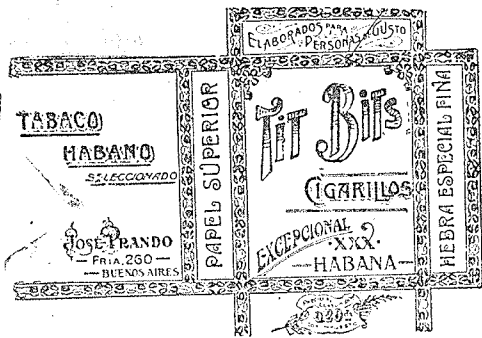 ELABORADOS PARA
PERSONAS DE GUSTO
TABACO
HABANO
SELECCIONADO
JOSÉ PRANDO
FRIA, 260
BUENOS AIRES
PAPEL SUPERIOR
TIT BITS
CIGARILLOS
EXCEPCIONAL
XXX
HABANA
HEBRA ESPECIAL FINA